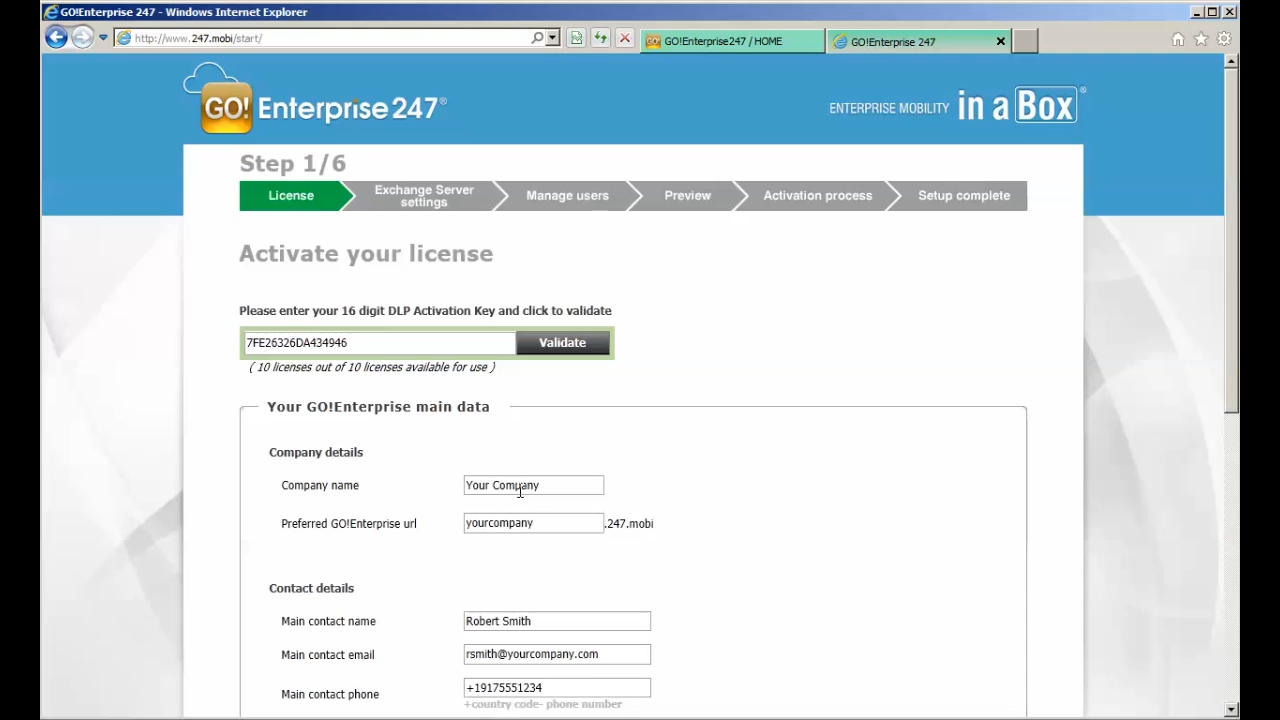 GO!Enterprise 247 - Windows Internet Explorer
http://www.247.mobi/start/
GO!Enterprise247 / HOME
GO!Enterprise 247
GO! Enterprise 247®
ENTERPRISE MOBILITY in a Box®
Step 1/6
License
Exchange Server
settings
Manage users
Preview
Activation process
Setup complete
Activate your license
Please enter your 16 digit DLP Activation Key and click to validate
7FE26326DA434946
Validate
( 10 licenses out of 10 licenses available for use )
Your GO!Enterprise main data
Company details
Company name
Your Company
Preferred GO!Enterprise url
yourcompany
.247.mobi
Contact details
Main contact name
Robert Smith
Main contact email
rsmith@yourcompany.com
Main contact phone
+19175551234
+country code- phone number